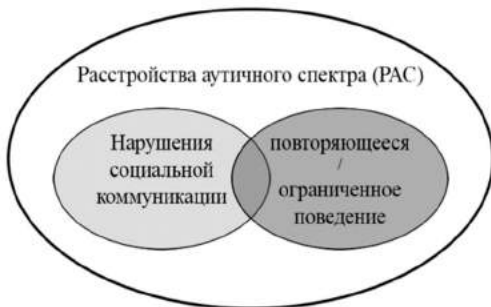 Расстройства аутичного спектра (РАС)
Нарушения
социальной
коммуникации
повторяющееся
/
ограниченное
поведение